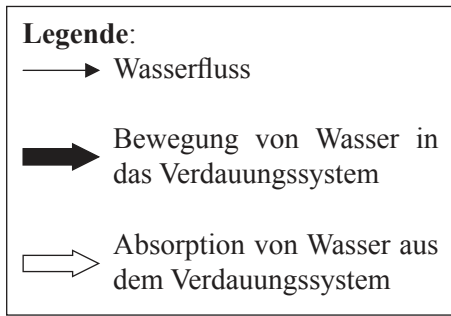 Legende:
Wasserfluss
Bewegung von Wasser in
das Verdauungssystem
Absorption von Wasser aus
dem Verdauungssystem